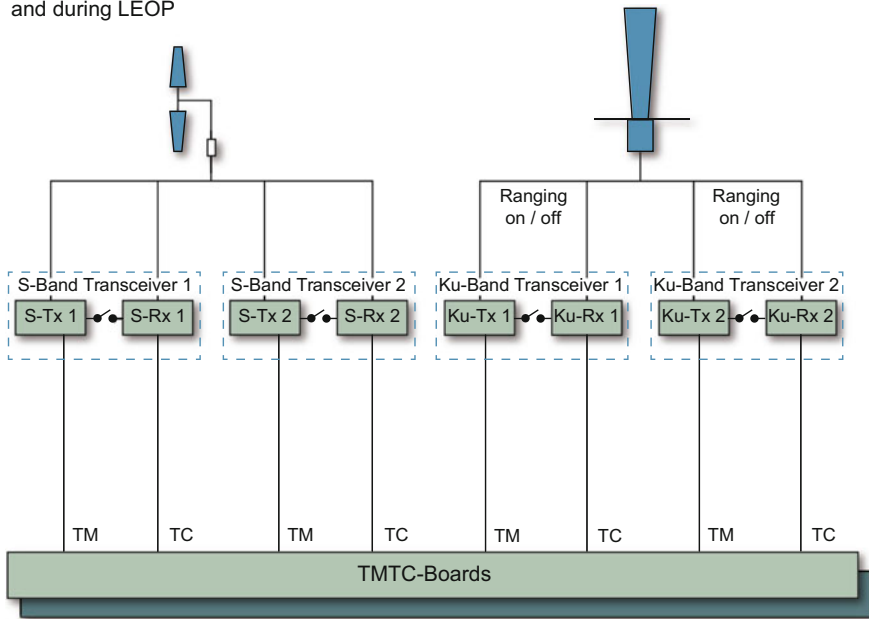 and during LEOP
Ranging
on / off
Ranging
on / off
S-Band Transceiver 1
S-Band Transceiver 2
Ku-Band Transceiver 1
Ku-Band Transceiver 2
S-Tx 1
S-Rx 1
S-Tx 2
S-Rx 2
Ku-Tx 1
Ku-Rx 1
Ku-Tx 2
Ku-Rx 2
TM
TC
TM
TC
TM
TC
TM
TC
TMTC-Boards